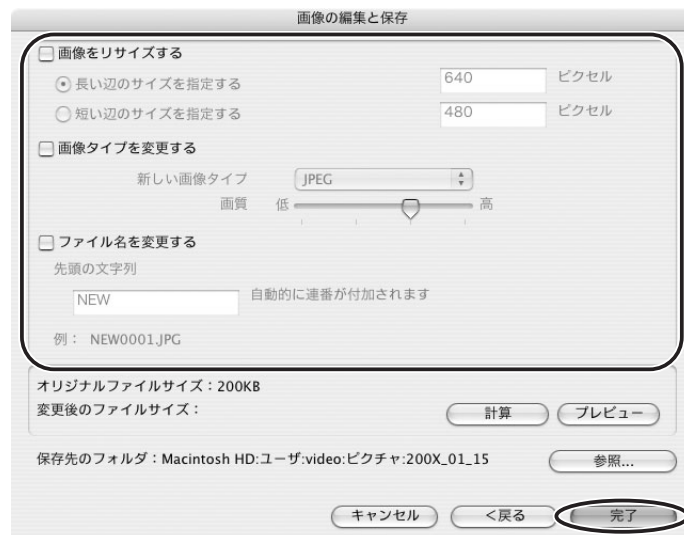 画像の編集と保存
画像をリサイズする
長い辺のサイズを指定する 640 ピクセル
短い辺のサイズを指定する 480 ピクセル
画像タイプを変更する
新しい画像タイプ JPEG
画質 低 高
ファイル名を変更する
先頭の文字列
NEW 自動的に連番が付加されます
例： NEW0001.JPG
オリジナルファイルサイズ：200KB
変更後のファイルサイズ： 計算 プレビュー
保存先のフォルダ：Macintosh HD:ユーザ:video:ピクチャ:200X_01_15 参照...
キャンセル <戻る 完了